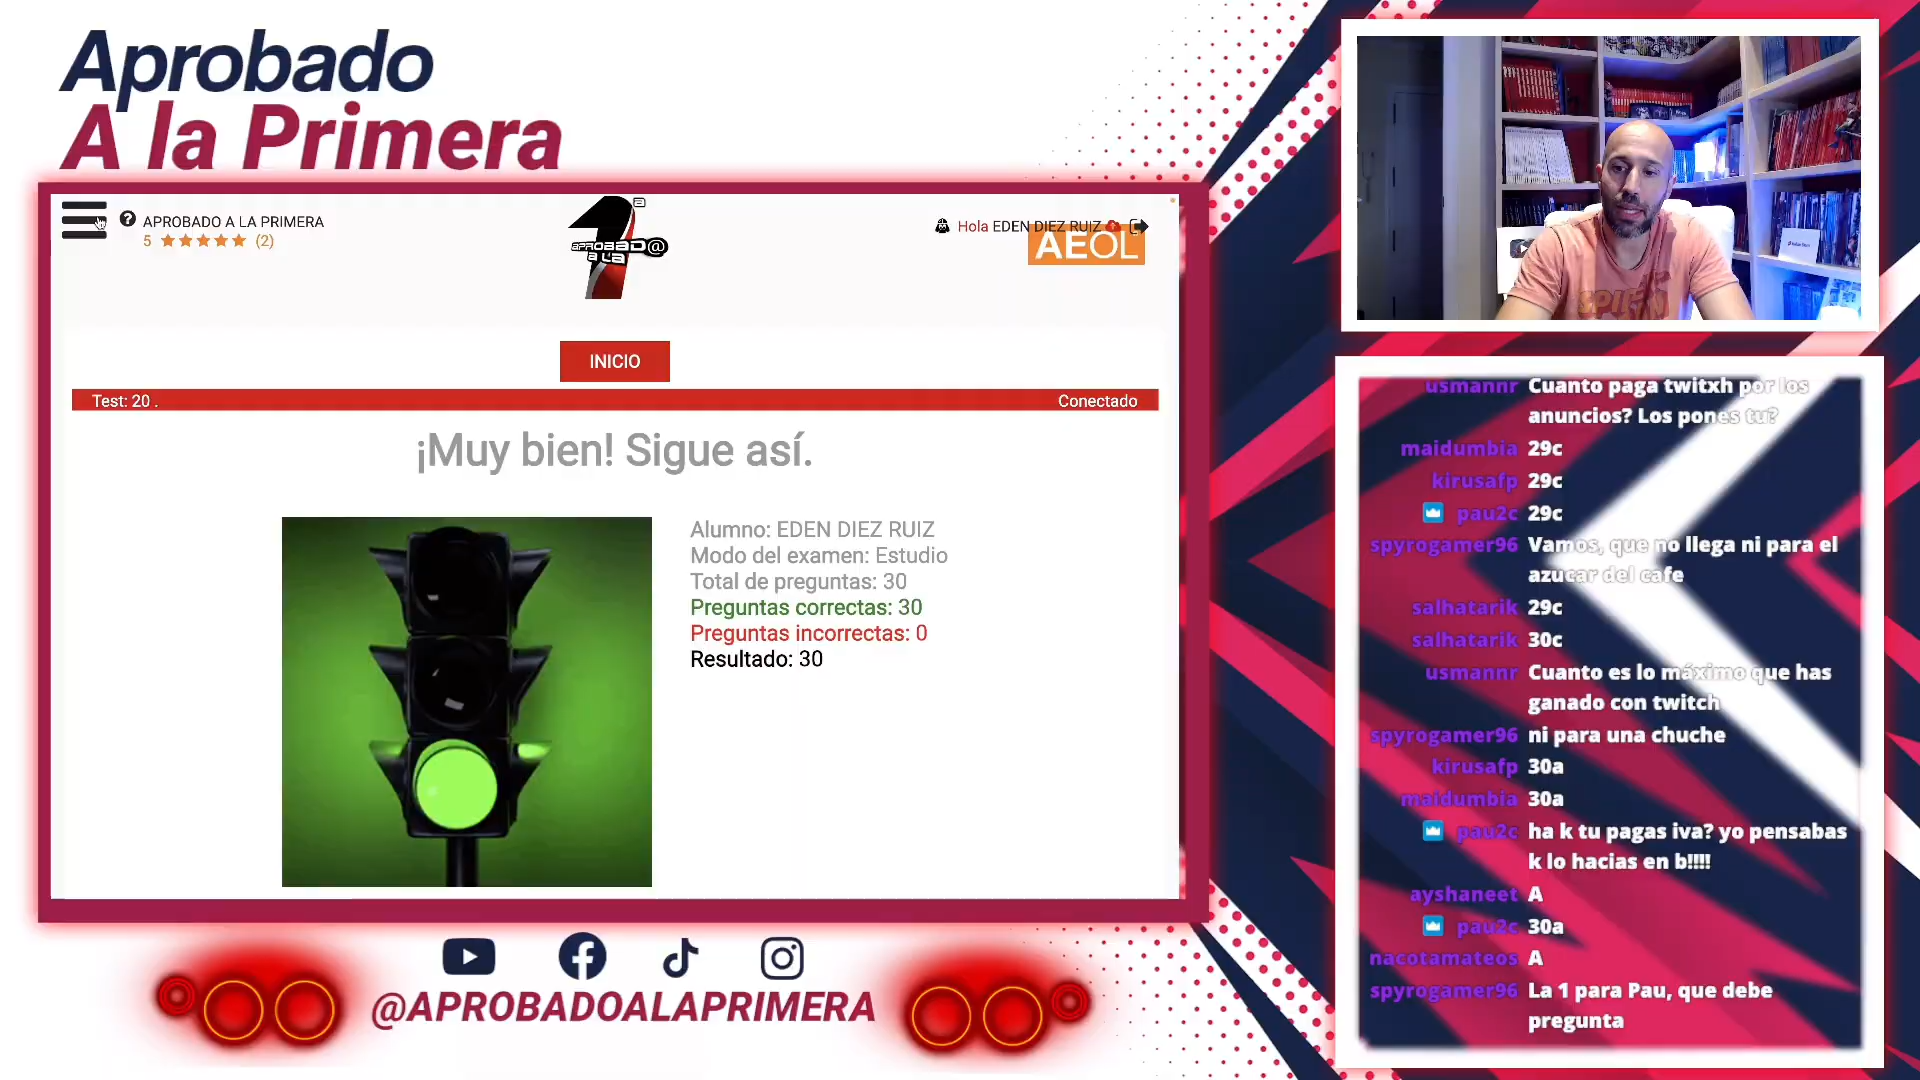 Aprobado
A la Primera
APROBADO A LA PRIMERA
5 ★★★★★ (2)
a
APROBAD@
A LA
Hola EDEN DIEZ RUIZ
AEOL
INICIO
Test: 20 .
Conectado
¡Muy bien! Sigue así.
Alumno: EDEN DIEZ RUIZ
Modo del examen: Estudio
Total de preguntas: 30
Preguntas correctas: 30
Preguntas incorrectas: 0
Resultado: 30
@APROBADOALAPRIMERA
usmannr Cuanto paga twitxh por los
anuncios? Los pones tu?
maidumbia 29c
kirusafp 29c
pau2c 29c
spyrogamer96 Vamos, que no llega ni para el
azucar del cafe
salhatarik 29c
salhatarik 30c
usmannr Cuanto es lo máximo que has
ganado con twitch
spyrogamer96 ni para una chuche
kirusafp 30a
maidumbia 30a
pau2c ha k tu pagas iva? yo pensabas
k lo hacias en b!!!!
ayshaneet A
pau2c 30a
nacotamateos A
spyrogamer96 La 1 para Pau, que debe
pregunta